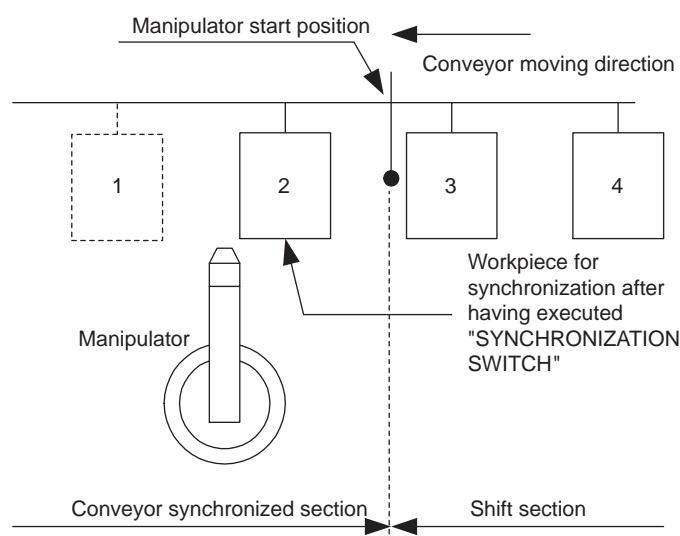 Manipulator start position
Conveyor moving direction
1
2
3
4
Workpiece for
synchronization after
having executed
"SYNCHRONIZATION
SWITCH"
Manipulator
Conveyor synchronized section
Shift section